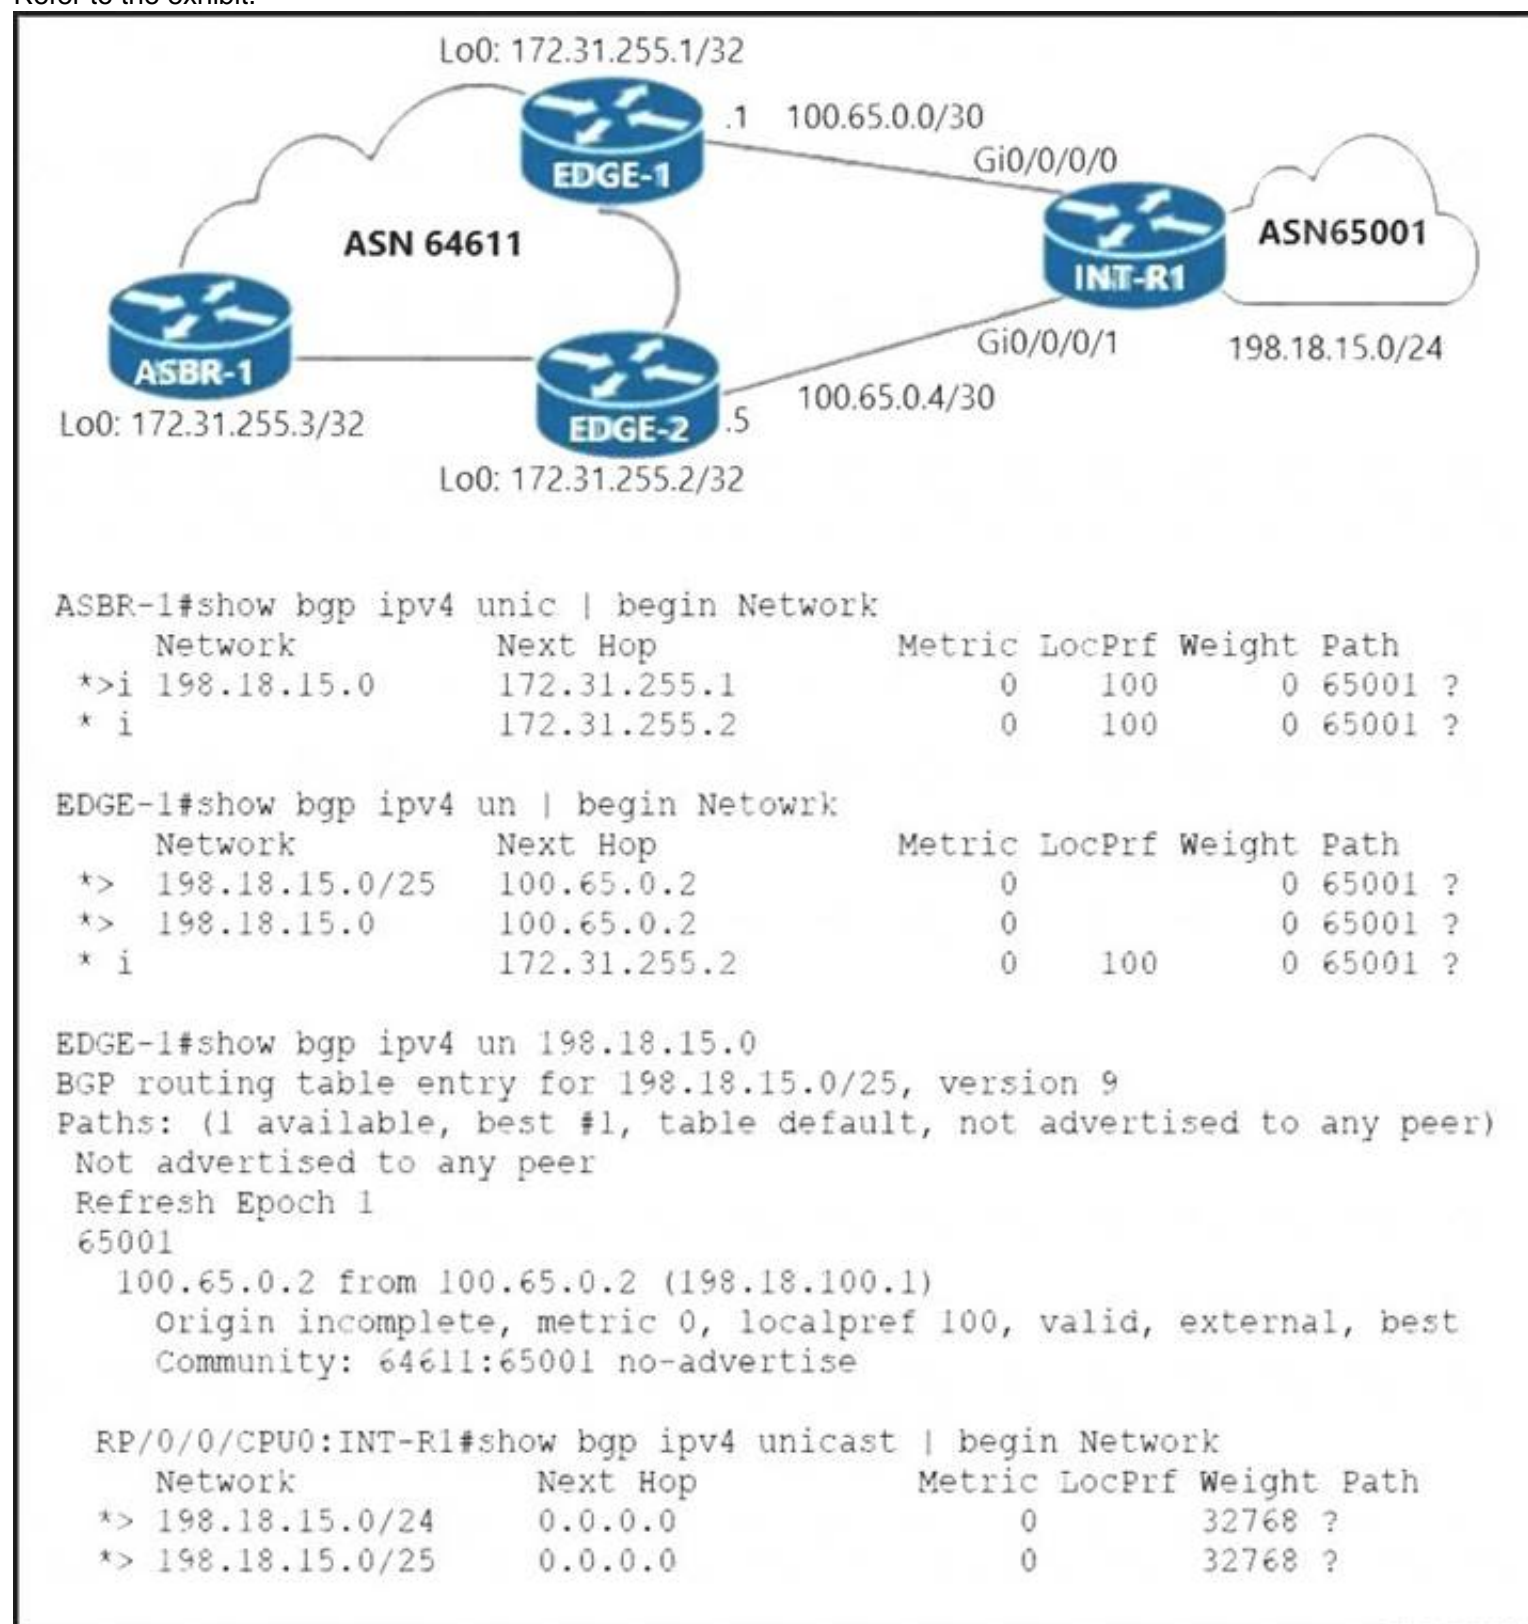 Refer to the exhibit.
Lo0: 172.31.255.1/32
.1 100.65.0.0/30
Gi0/0/0/0
EDGE-1
ASN 64611
ASN65001
INT-R1
Gi0/0/0/1
198.18.15.0/24
ASBR-1
100.65.0.4/30
Lo0: 172.31.255.3/32
EDGE-2
.5
Lo0: 172.31.255.2/32
ASBR-1#show bgp ipv4 unic | begin Network
Network Next Hop Metric LocPrf Weight Path
*>i 198.18.15.0 172.31.255.1 0 100 0 65001 ?
* i 172.31.255.2 0 100 0 65001 ?
EDGE-1#show bgp ipv4 un | begin Netowrk
Network Next Hop Metric LocPrf Weight Path
*> 198.18.15.0/25 100.65.0.2 0 0 65001 ?
*> 198.18.15.0 100.65.0.2 0 0 65001 ?
* i 172.31.255.2 0 100 0 65001 ?
EDGE-1#show bgp ipv4 un 198.18.15.0
BGP routing table entry for 198.18.15.0/25, version 9
Paths: (1 available, best #1, table default, not advertised to any peer)
Not advertised to any peer
Refresh Epoch 1
65001
100.65.0.2 from 100.65.0.2 (198.18.100.1)
Origin incomplete, metric 0, localpref 100, valid, external, best
Community: 64611:65001 no-advertise
RP/0/0/CPU0:INT-R1#show bgp ipv4 unicast | begin Network
Network Next Hop Metric LocPrf Weight Path
*> 198.18.15.0/24 0.0.0.0 0 32768 ?
*> 198.18.15.0/25 0.0.0.0 0 32768 ?